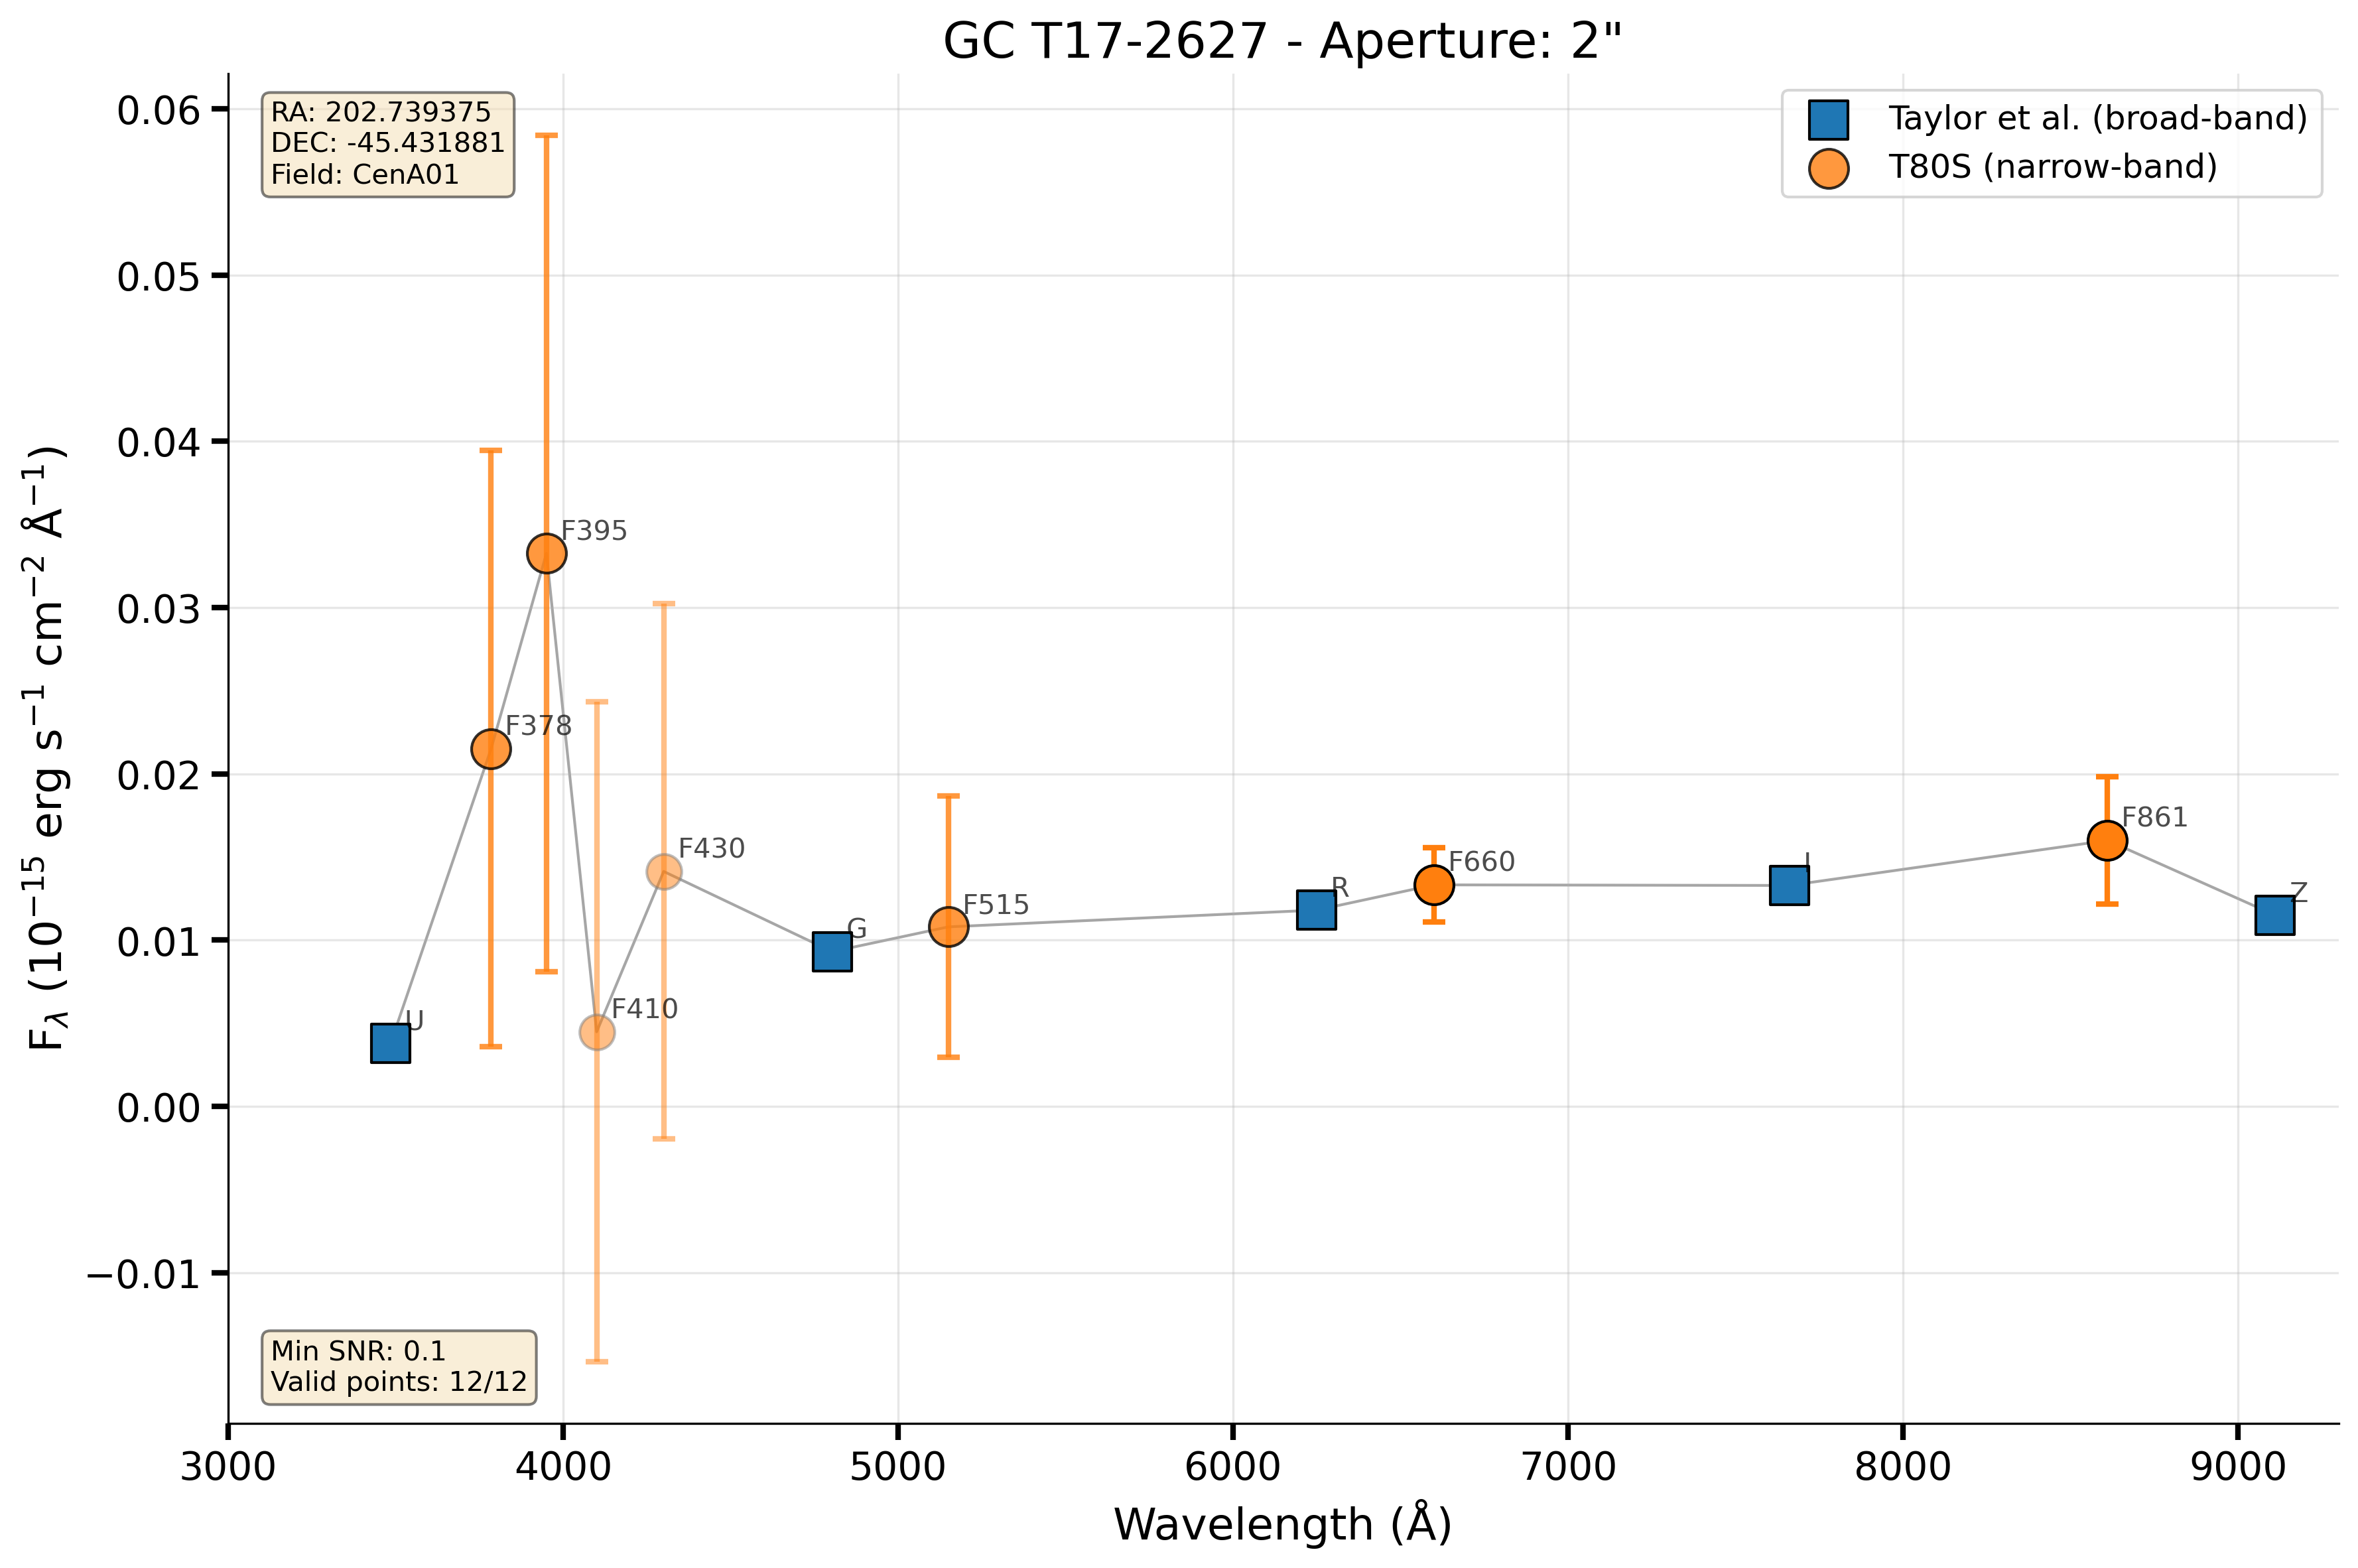 GC T17-2627 - Aperture: 2"
RA: 202.739375
DEC: -45.431881
Field: CenA01
Taylor et al. (broad-band)
T80S (narrow-band)
0.06
0.05
0.04
0.03
0.02
0.01
0.00
−0.01
F_λ (10⁻¹⁵ erg s⁻¹ cm⁻² Å⁻¹)
U
F378
F395
F410
F430
G
F515
R
F660
I
F861
Z
Min SNR: 0.1
Valid points: 12/12
3000 4000 5000 6000 7000 8000 9000
Wavelength (Å)